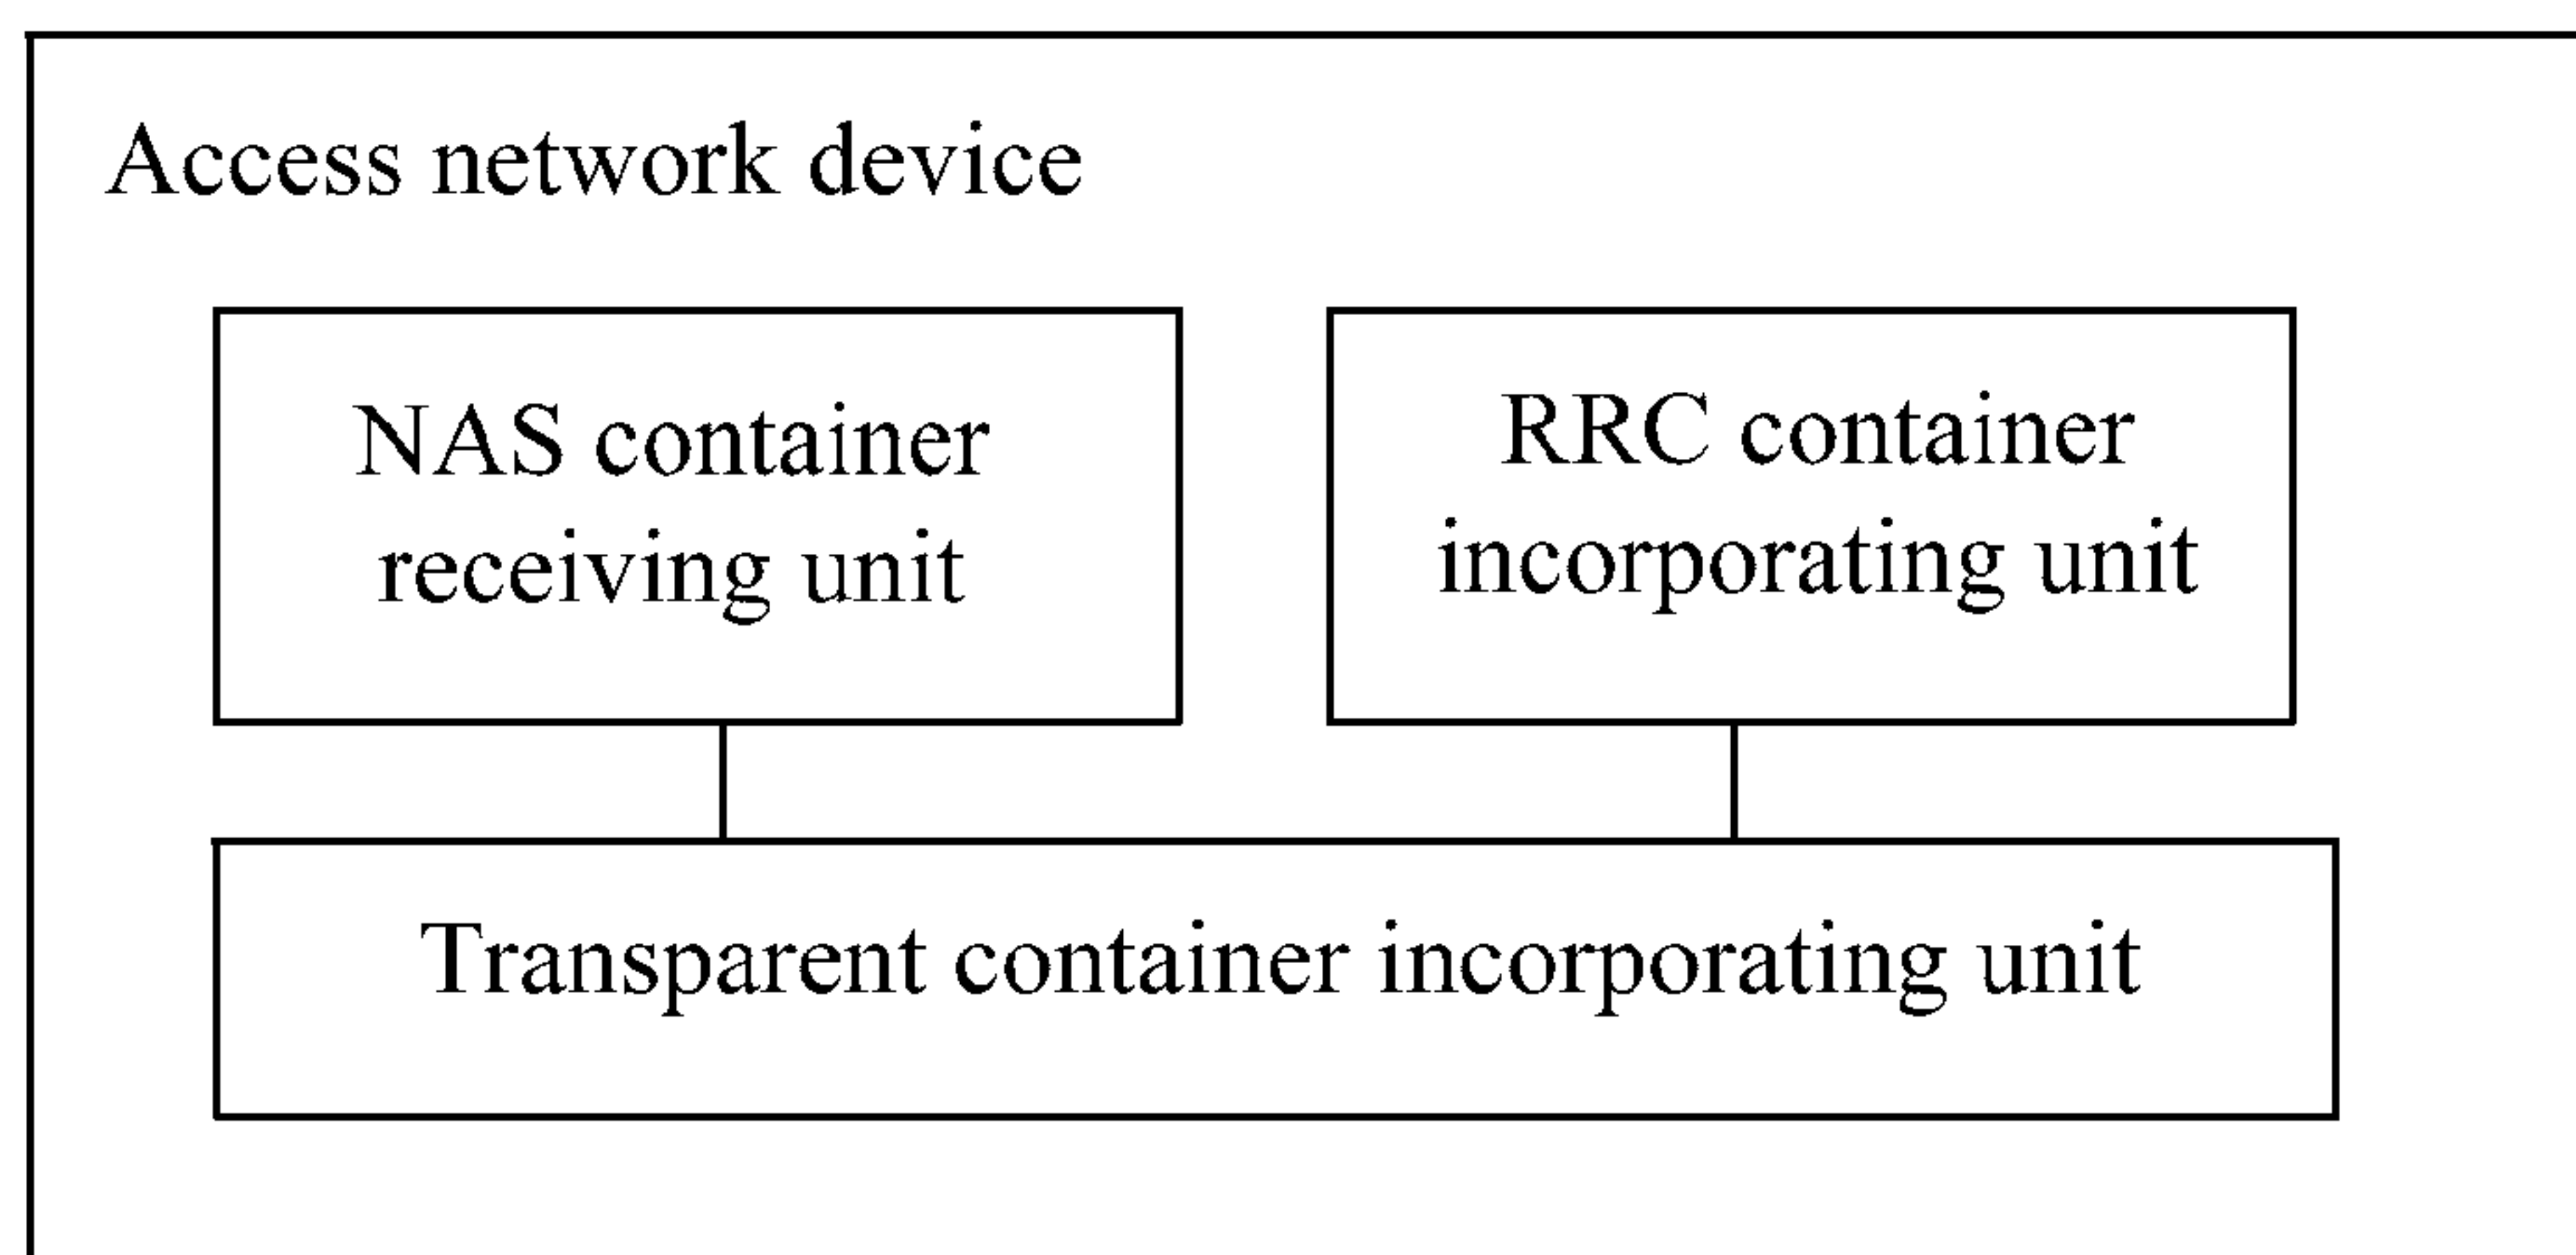 Access network device
NAS container
receiving unit
RRC container
incorporating unit
Transparent container incorporating unit